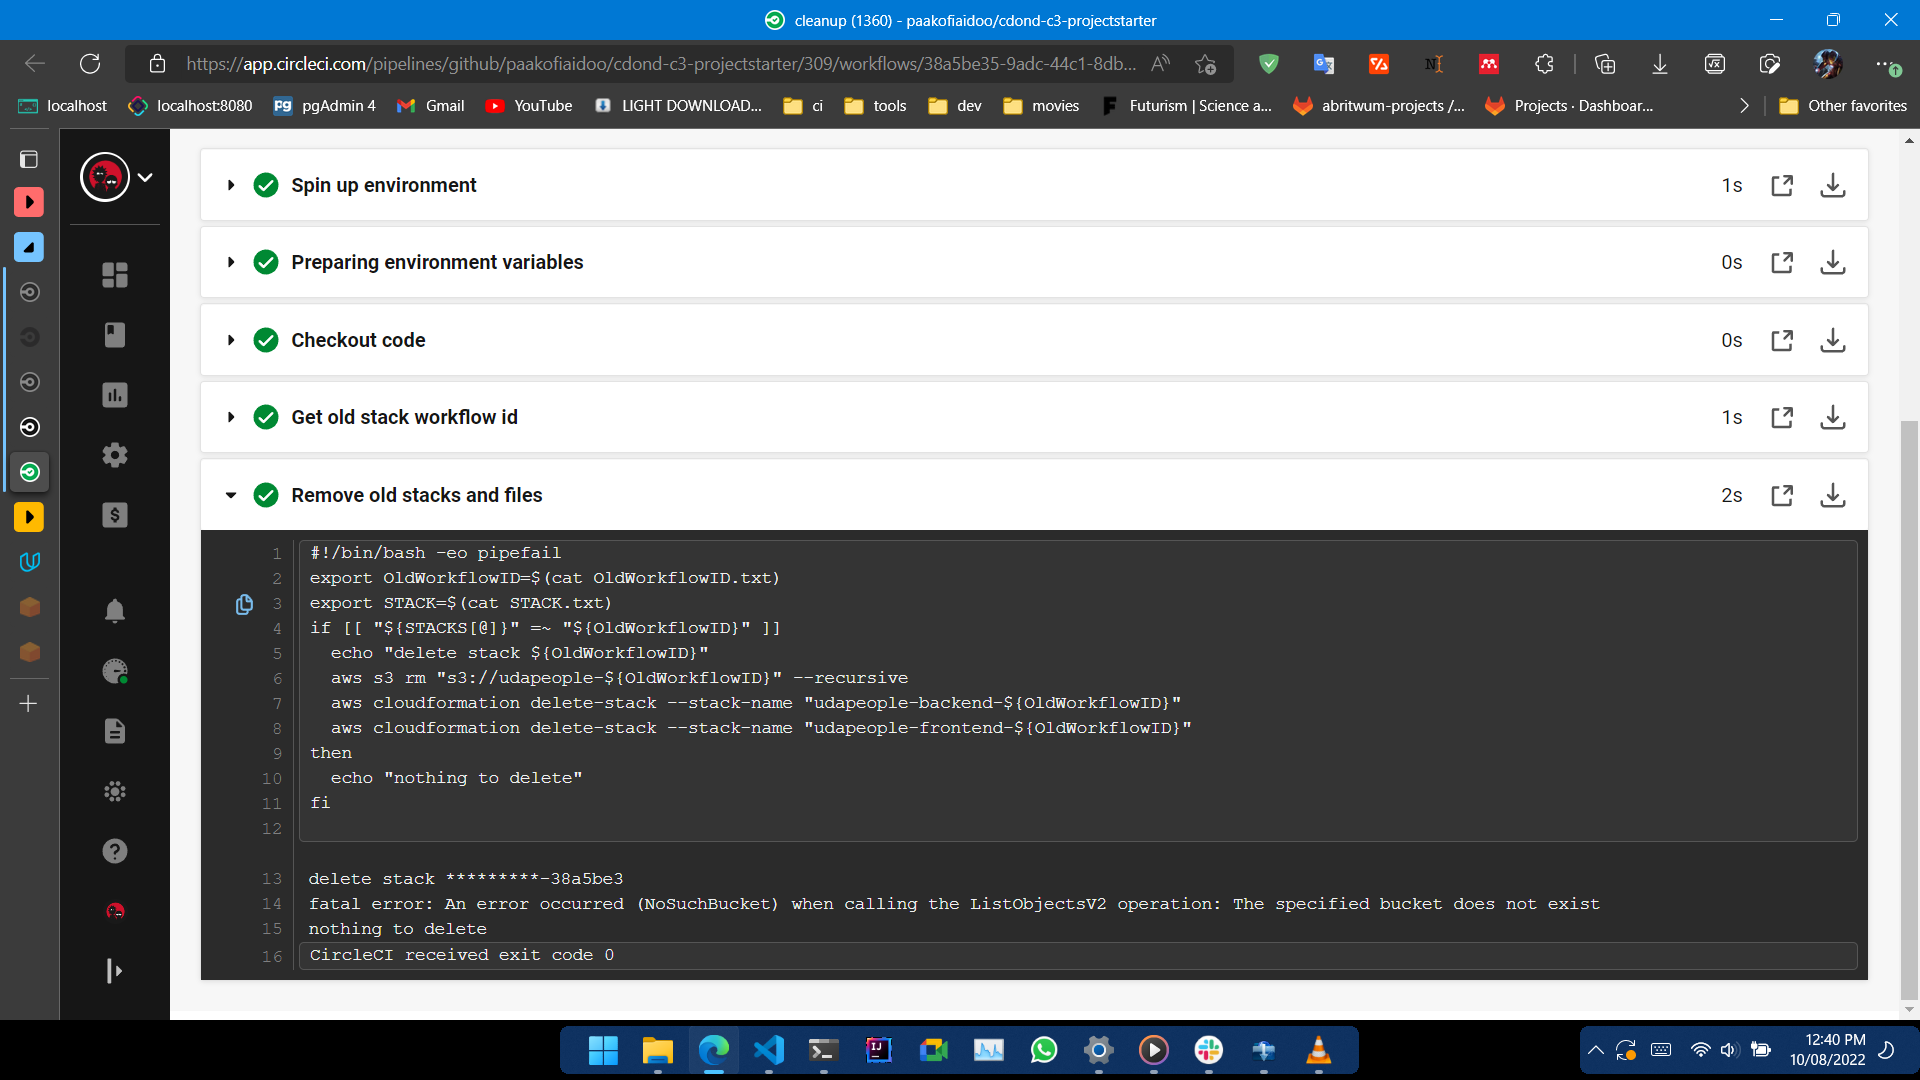 cleanup (1360) - paakofiaidoo/cdond-c3-projectstarter
https://app.circleci.com/pipelines/github/paakofiaidoo/cdond-c3-projectstarter/309/workflows/38a5be35-9adc-44c1-8db...
localhost
localhost:8080
pgAdmin 4
Gmail
YouTube
LIGHT DOWNLOAD...
ci
tools
dev
movies
Futurism | Science a...
abritwum-projects /...
Projects · Dashboar...
Other favorites
Spin up environment 1s
Preparing environment variables 0s
Checkout code 0s
Get old stack workflow id 1s
Remove old stacks and files 2s
1 #!/bin/bash -eo pipefail
2 export OldWorkflowID=$(cat OldWorkflowID.txt)
3 export STACK=$(cat STACK.txt)
4 if [[ "${STACKS[@]}" =~ "${OldWorkflowID}" ]]
5 echo "delete stack ${OldWorkflowID}"
6 aws s3 rm "s3://udapeople-${OldWorkflowID}" --recursive
7 aws cloudformation delete-stack --stack-name "udapeople-backend-${OldWorkflowID}"
8 aws cloudformation delete-stack --stack-name "udapeople-frontend-${OldWorkflowID}"
9 then
10 echo "nothing to delete"
11 fi
12
13 delete stack *********-38a5be3
14 fatal error: An error occurred (NoSuchBucket) when calling the ListObjectsV2 operation: The specified bucket does not exist
15 nothing to delete
16 CircleCI received exit code 0
12:40 PM
10/08/2022